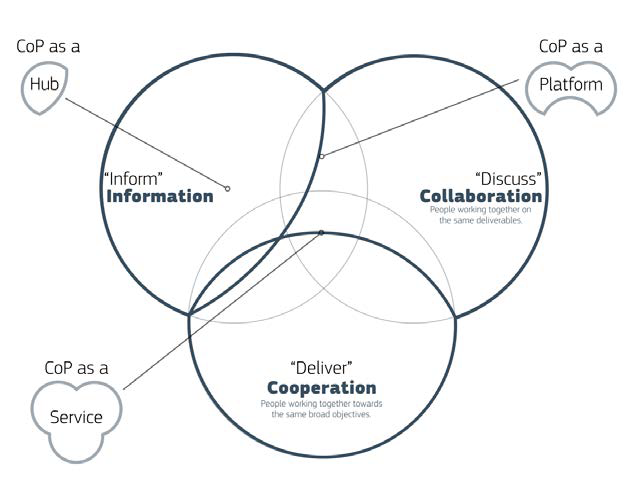 CoP as a
Hub
CoP as a
Platform
“Inform”
Information
“Discuss”
Collaboration
People working together on
the same deliverables.
CoP as a
Service
“Deliver”
Cooperation
People working together towards
the same broad objectives.